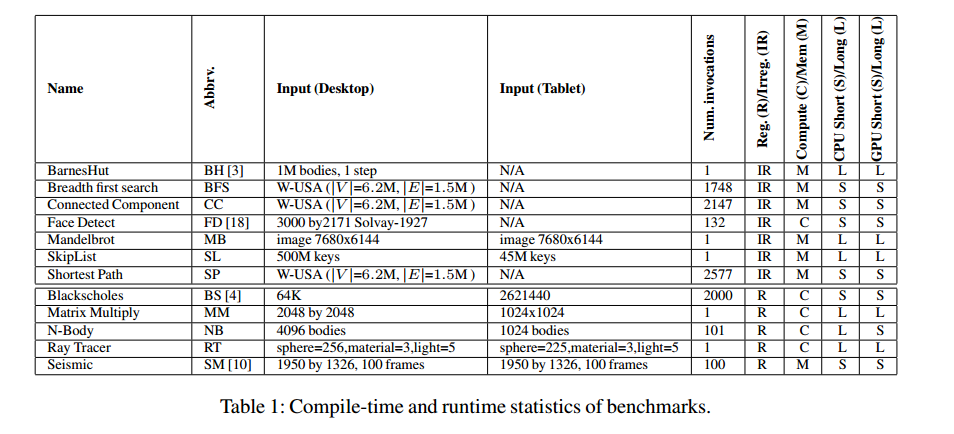 Name Abbrv. Input (Desktop) Input (Tablet) Num. invocations Reg. (R)/Irreg. (IR) Compute (C)/Mem (M) CPU Short (S)/Long (L) GPU Short (S)/Long (L)
BarnesHut BH [3] 1M bodies, 1 step N/A 1 IR M L L
Breadth first search BFS W-USA (|V|=6.2M, |E|=1.5M ) N/A 1748 IR M S S
Connected Component CC W-USA (|V|=6.2M, |E|=1.5M ) N/A 2147 IR M S S
Face Detect FD [18] 3000 by2171 Solvay-1927 N/A 132 IR C S S
Mandelbrot MB image 7680x6144 image 7680x6144 1 IR M L L
SkipList SL 500M keys 45M keys 1 IR M L L
Shortest Path SP W-USA (|V|=6.2M, |E|=1.5M ) N/A 2577 IR M S S
Blackscholes BS [4] 64K 2621440 2000 R C S S
Matrix Multiply MM 2048 by 2048 1024x1024 1 R C L L
N-Body NB 4096 bodies 1024 bodies 101 R C L S
Ray Tracer RT sphere=256,material=3,light=5 sphere=225,material=3,light=5 1 R C L L
Seismic SM [10] 1950 by 1326, 100 frames 1950 by 1326, 100 frames 100 R M S S
Table 1: Compile-time and runtime statistics of benchmarks.